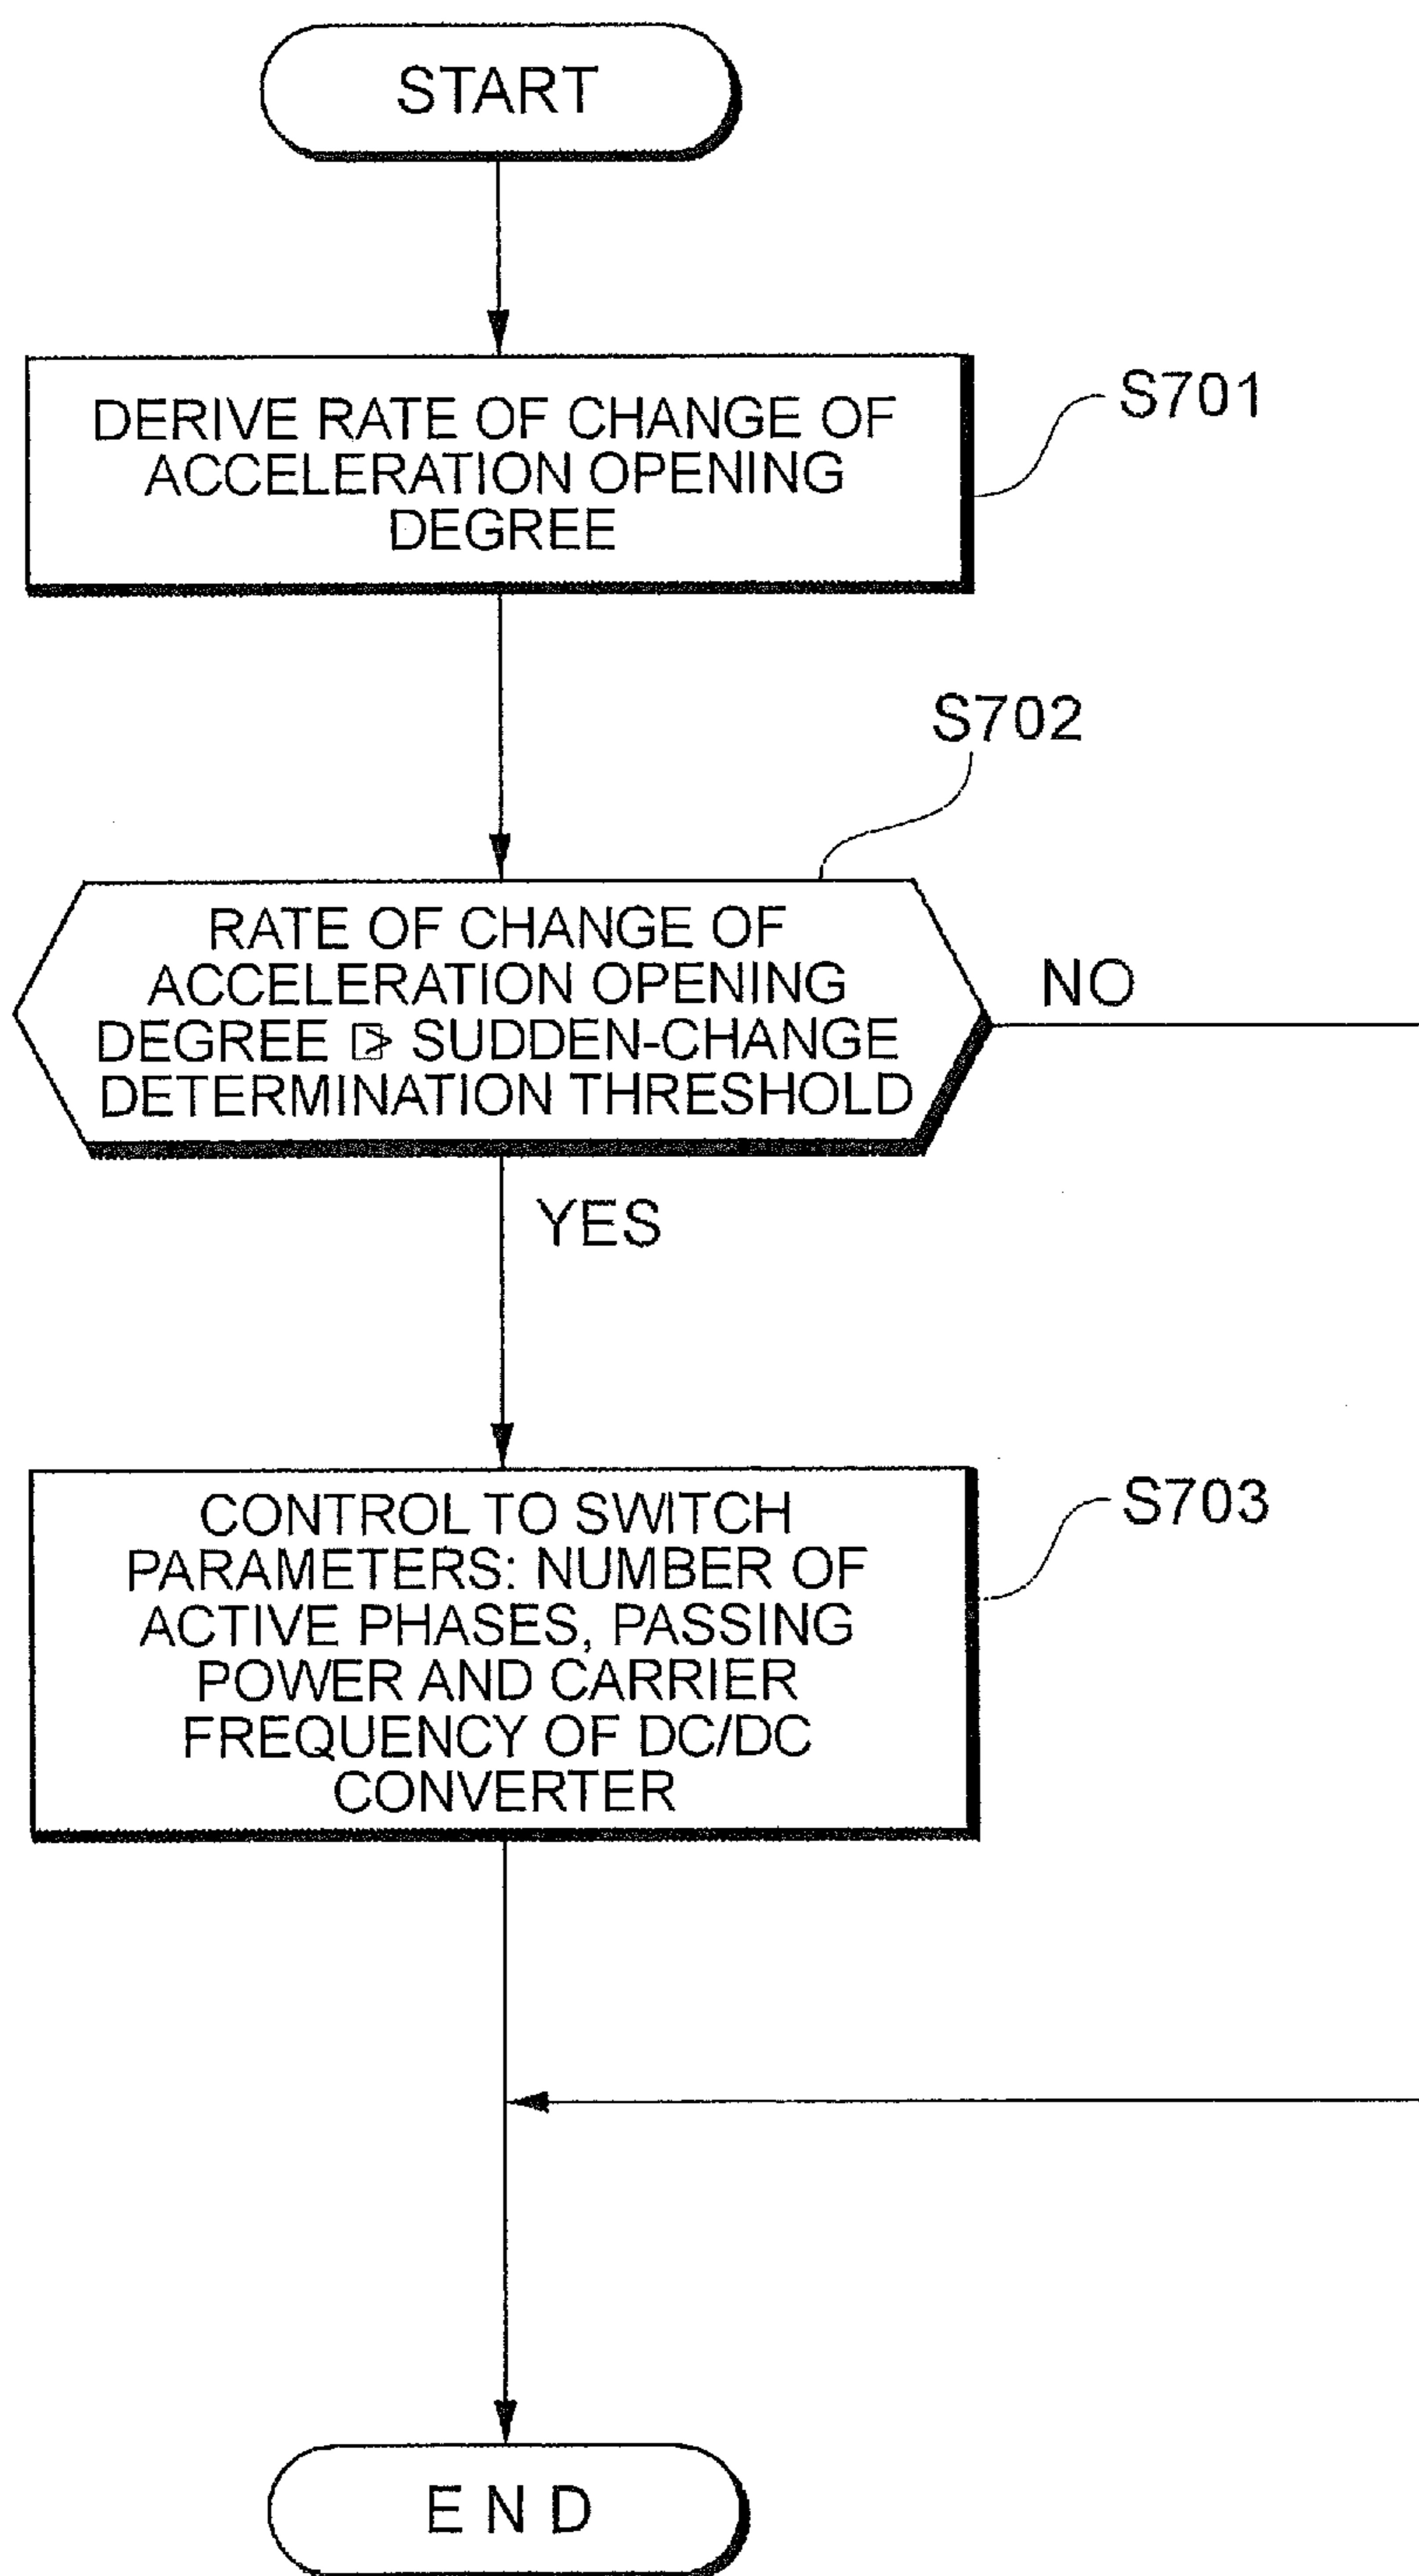 START
DERIVE RATE OF CHANGE OF
ACCELERATION OPENING
DEGREE
S701
S702
RATE OF CHANGE OF
ACCELERATION OPENING
DEGREE > SUDDEN-CHANGE
DETERMINATION THRESHOLD
NO
YES
CONTROL TO SWITCH
PARAMETERS: NUMBER OF
ACTIVE PHASES, PASSING
POWER AND CARRIER
FREQUENCY OF DC/DC
CONVERTER
S703
END